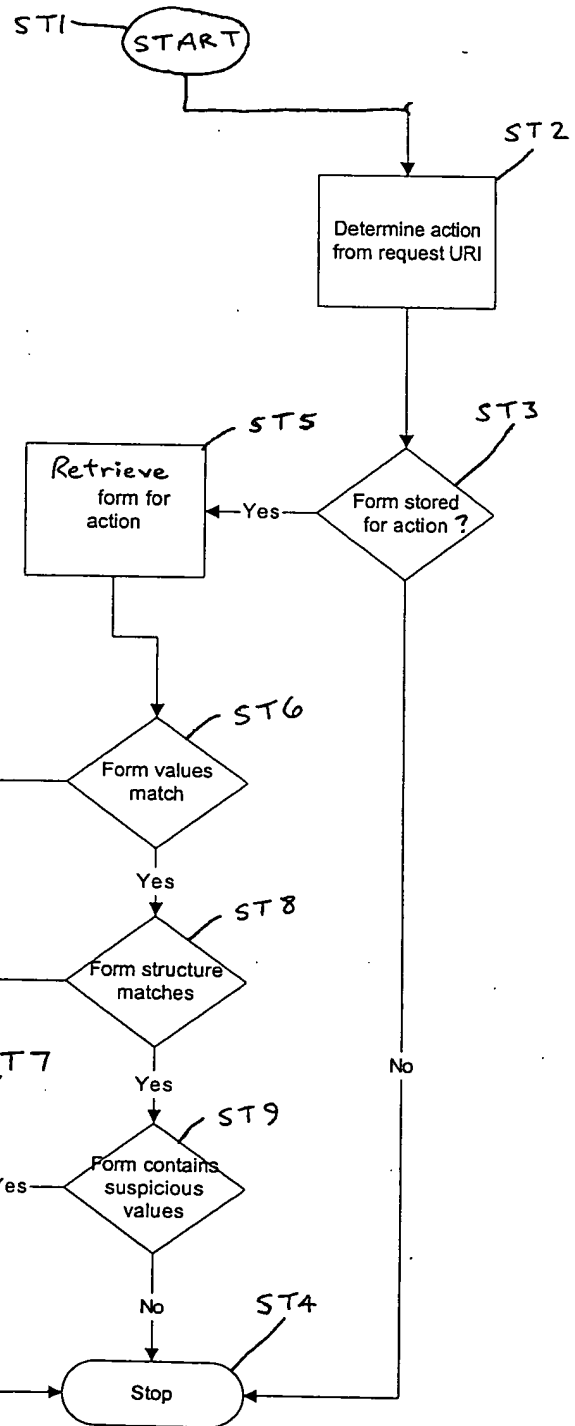 ST1
START
ST2
Determine action
from request URI
ST3
Form stored
for action ?
Yes
ST5
Retrieve
form for
action
ST6
Form values
match
Yes
ST8
Form structure
matches
T7
Yes
No
ST9
Form contains
suspicious
values
es
No
ST4
Stop